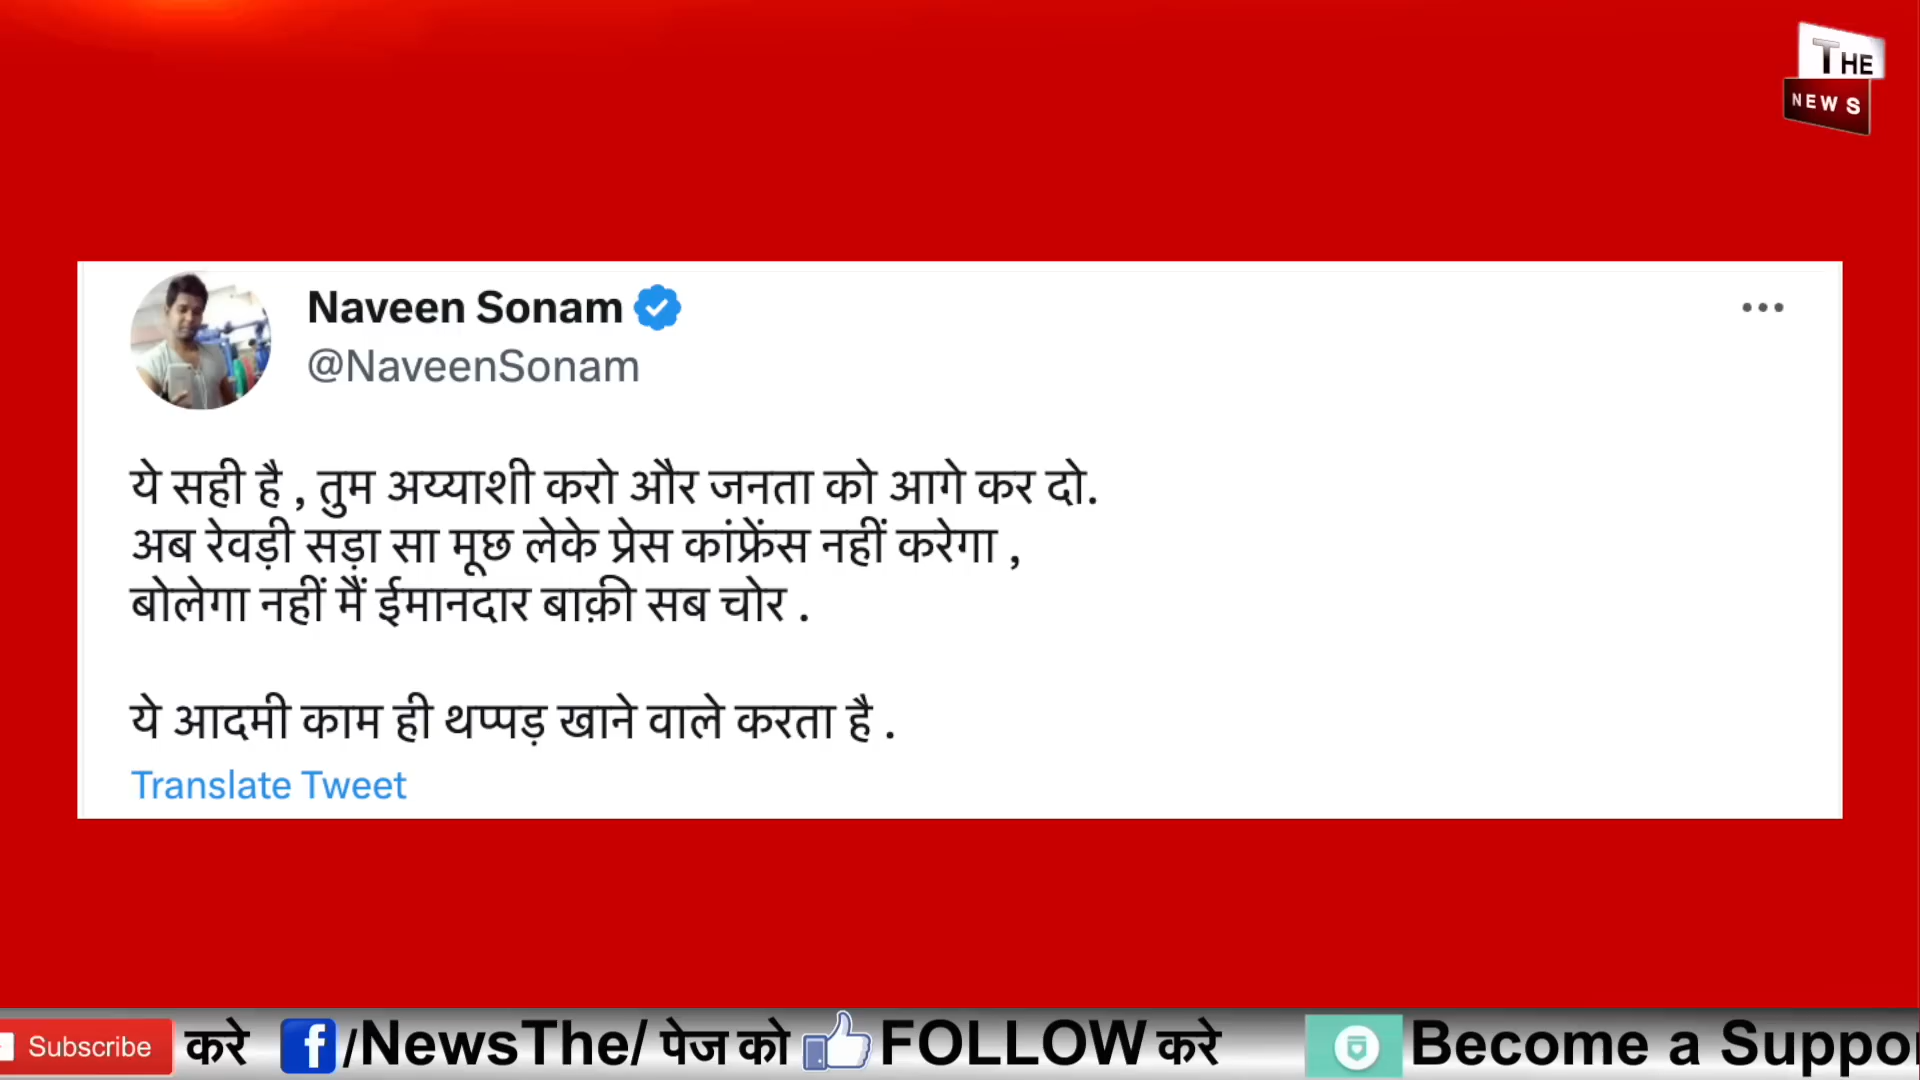 THE
NEWS
Naveen Sonam
@NaveenSonam
ये सही है , तुम अय्याशी करो और जनता को आगे कर दो.
अब रेवड़ी सड़ा सा मूछ लेके प्रेस कांफ्रेंस नहीं करेगा ,
बोलेगा नहीं मैं ईमानदार बाक़ी सब चोर .
ये आदमी काम ही थप्पड़ खाने वाले करता है .
Translate Tweet
Subscribe करे f/NewsThe/ पेज को FOLLOW करे Become a Suppor